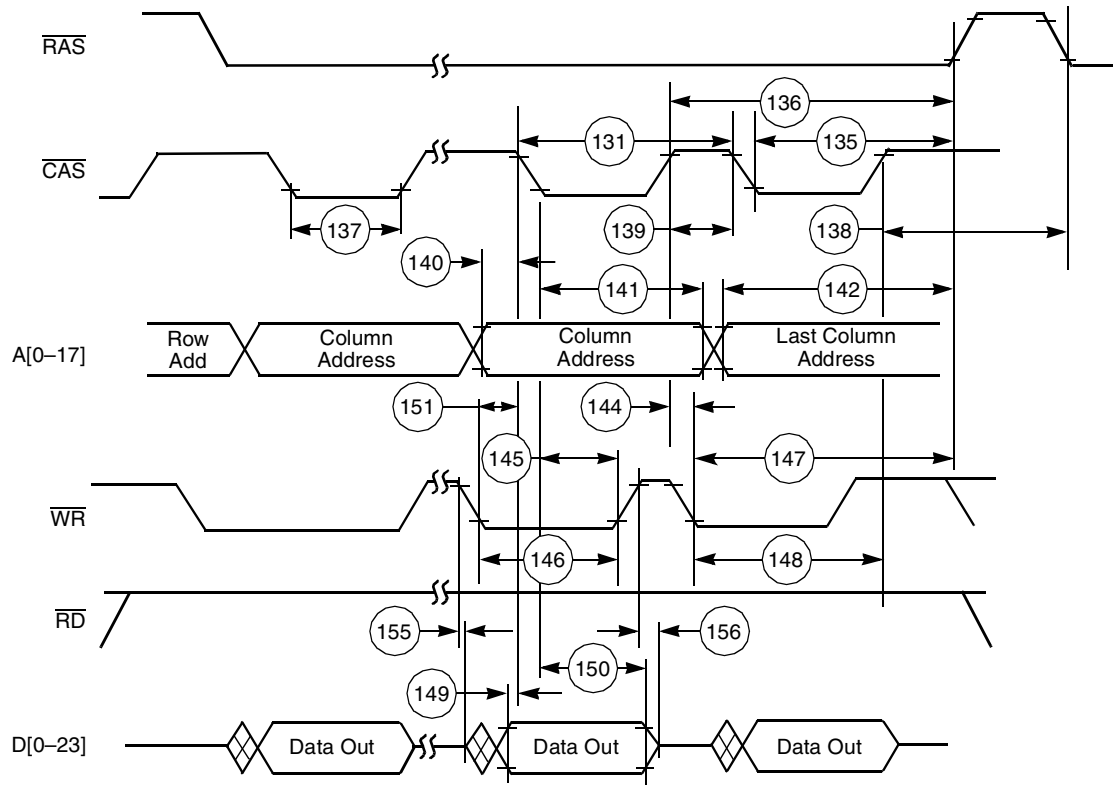 RAS
136
131
135
CAS
137
139
138
140
141
142
A[0–17]
Row
Add
Column
Address
Column
Address
Last Column
Address
151
144
145
147
WR
146
148
RD
155
156
150
149
D[0–23]
Data Out
Data Out
Data Out